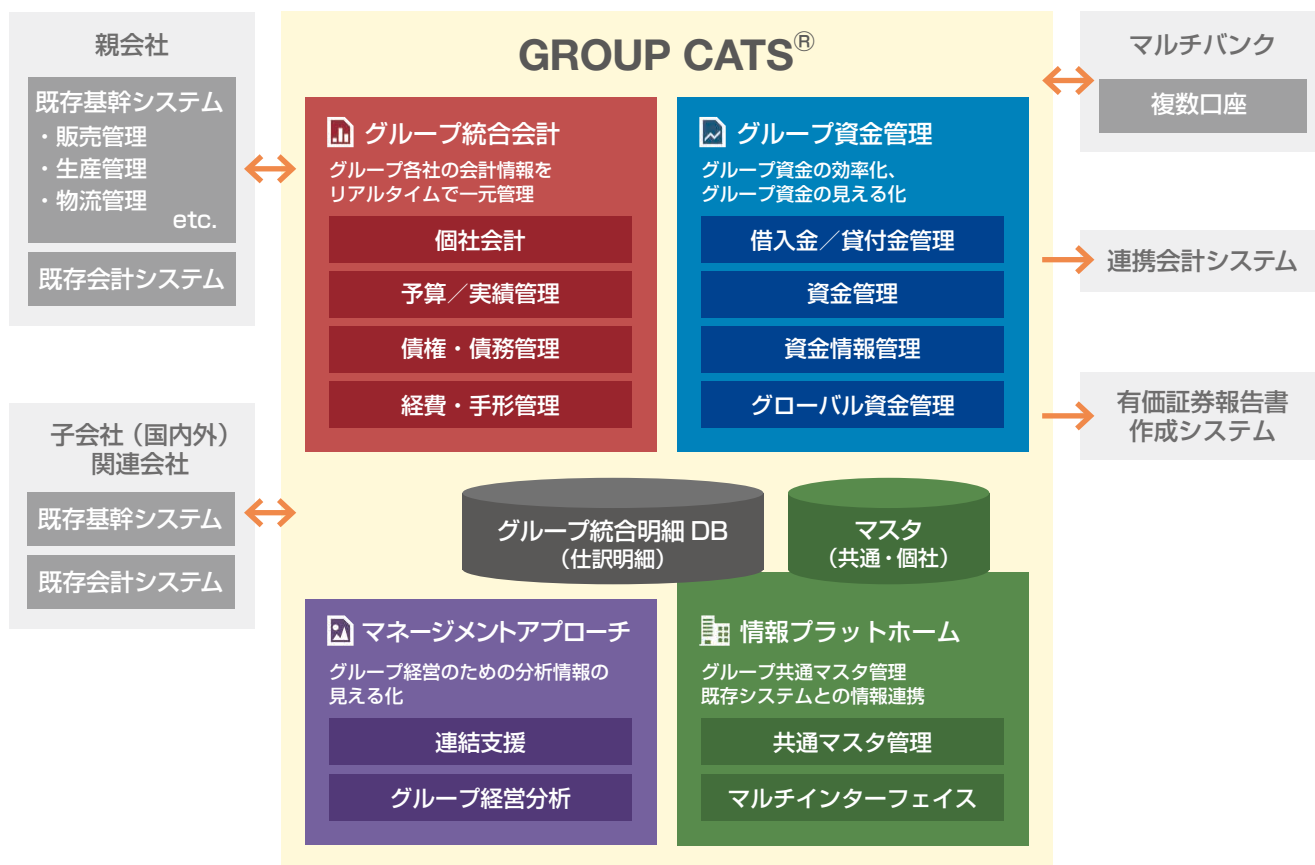 親会社
既存基幹システム
・販売管理
・生産管理
・物流管理
etc.
既存会計システム
子会社（国内外）
関連会社
既存基幹システム
既存会計システム
GROUP CATS®
グループ統合会計
グループ各社の会計情報を
リアルタイムで一元管理
個社会計
予算／実績管理
債権・債務管理
経費・手形管理
グループ資金管理
グループ資金の効率化、
グループ資金の見える化
借入金／貸付金管理
資金管理
資金情報管理
グローバル資金管理
グループ統合明細 DB
（仕訳明細）
マスタ
（共通・個社）
マネージメントアプローチ
グループ経営のための分析情報の
見える化
連結支援
グループ経営分析
情報プラットホーム
グループ共通マスタ管理
既存システムとの情報連携
共通マスタ管理
マルチインターフェイス
マルチバンク
複数口座
連携会計システム
有価証券報告書
作成システム